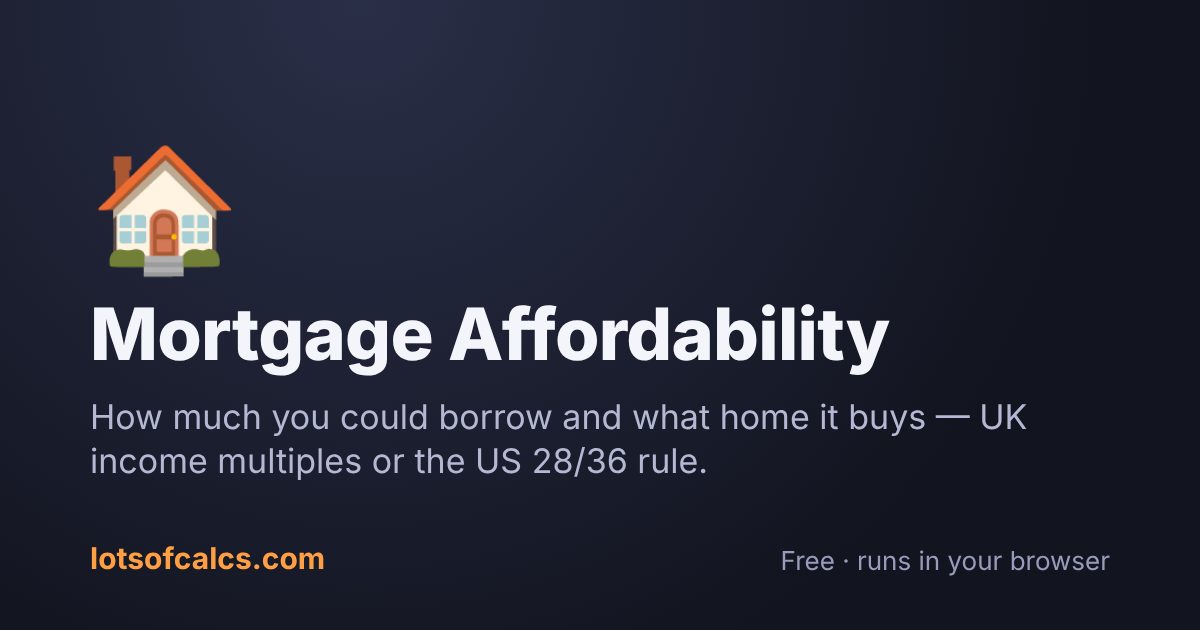 Mortgage Affordability
How much you could borrow and what home it buys — UK
income multiples or the US 28/36 rule.
lotsofcalcs.com
Free · runs in your browser